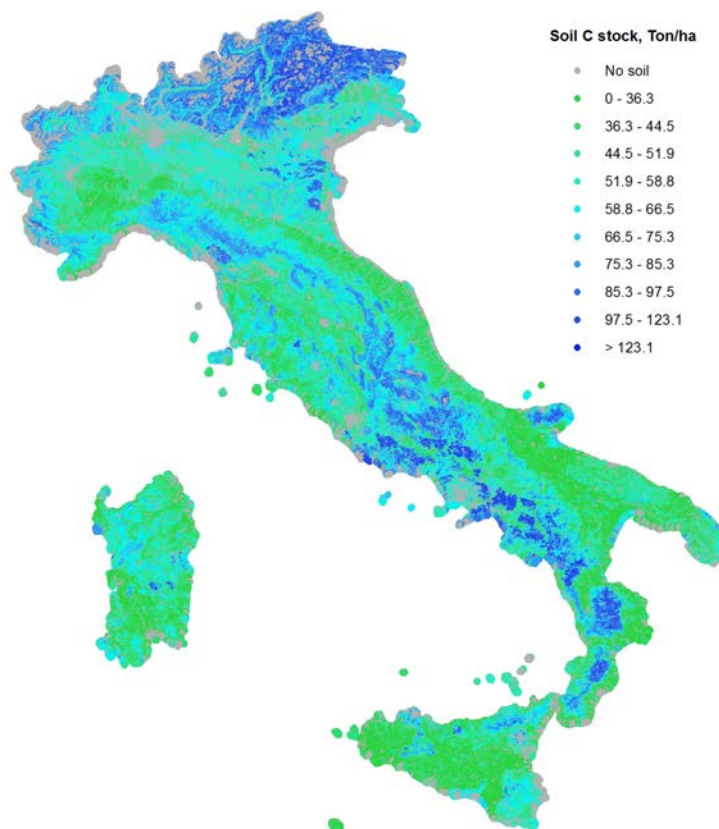 Soil C stock, Ton/ha
No soil
0 - 36.3
36.3 - 44.5
44.5 - 51.9
51.9 - 58.8
58.8 - 66.5
66.5 - 75.3
75.3 - 85.3
85.3 - 97.5
97.5 - 123.1
> 123.1